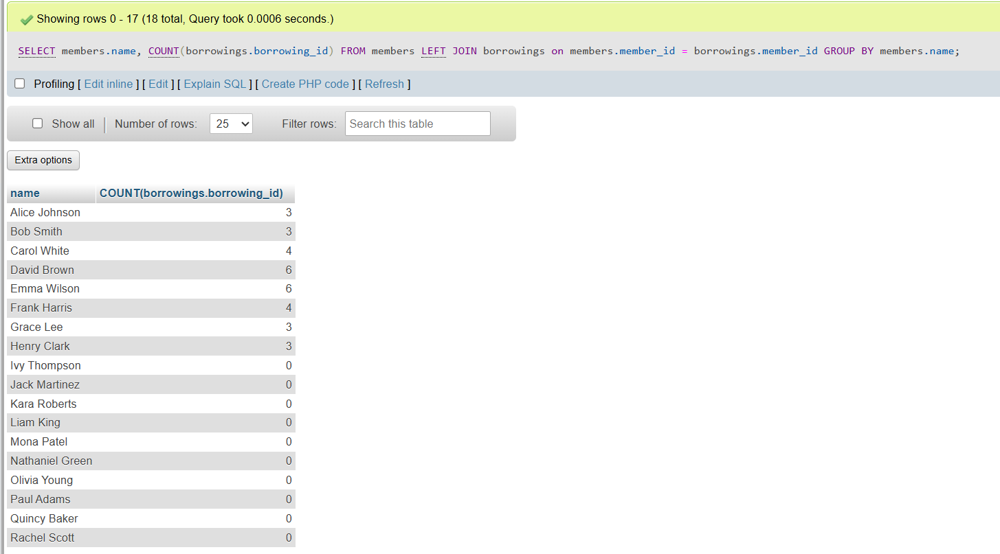 Showing rows 0 - 17 (18 total, Query took 0.0006 seconds.)
SELECT members.name, COUNT(borrowings.borrowing_id) FROM members LEFT JOIN borrowings on members.member_id = borrowings.member_id GROUP BY members.name;
Profiling [ Edit inline ] [ Edit ] [ Explain SQL ] [ Create PHP code ] [ Refresh ]
Show all | Number of rows: 25 Filter rows: Search this table
Extra options
name COUNT(borrowings.borrowing_id)
Alice Johnson 3
Bob Smith 3
Carol White 4
David Brown 6
Emma Wilson 6
Frank Harris 4
Grace Lee 3
Henry Clark 3
Ivy Thompson 0
Jack Martinez 0
Kara Roberts 0
Liam King 0
Mona Patel 0
Nathaniel Green 0
Olivia Young 0
Paul Adams 0
Quincy Baker 0
Rachel Scott 0